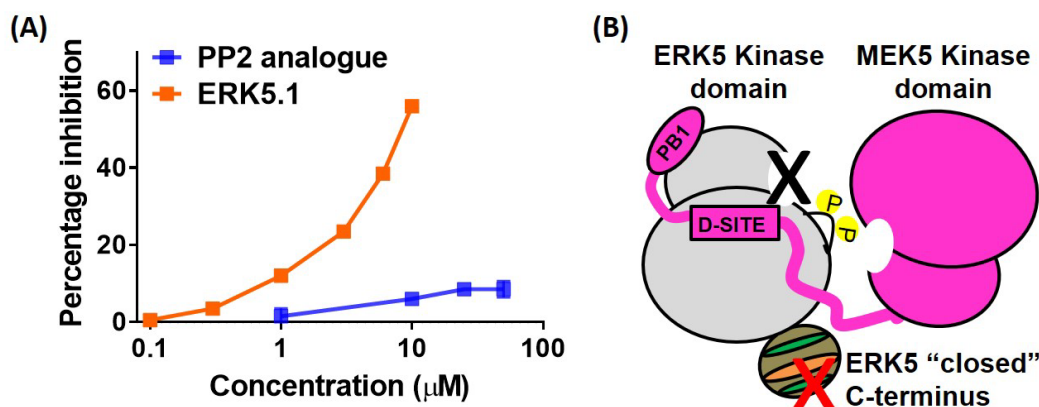 (A)
PP2 analogue
ERK5.1
Percentage inhibition
60
40
20
0
0.1
1
10
100
Concentration (μM)
(B)
ERK5 Kinase
domain
MEK5 Kinase
domain
PB1
X
P
P
D-SITE
X
ERK5 “closed”
C-terminus